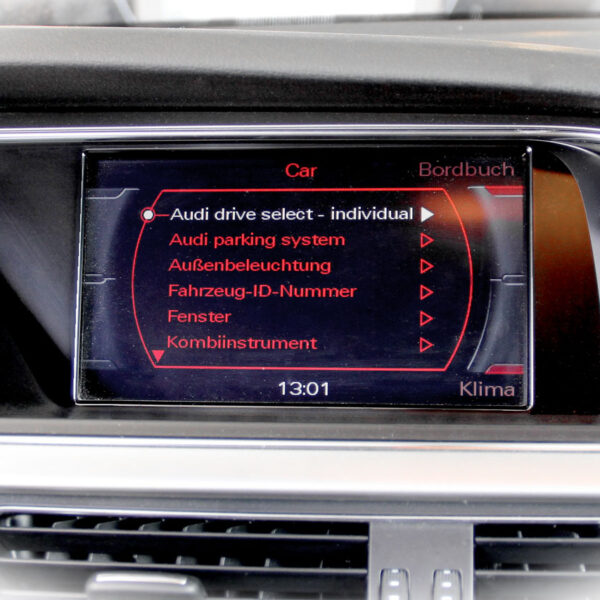 Car
Bordbuch
Audi drive select - individual
Audi parking system
Außenbeleuchtung
Fahrzeug-ID-Nummer
Fenster
Kombiinstrument
13:01
Klima